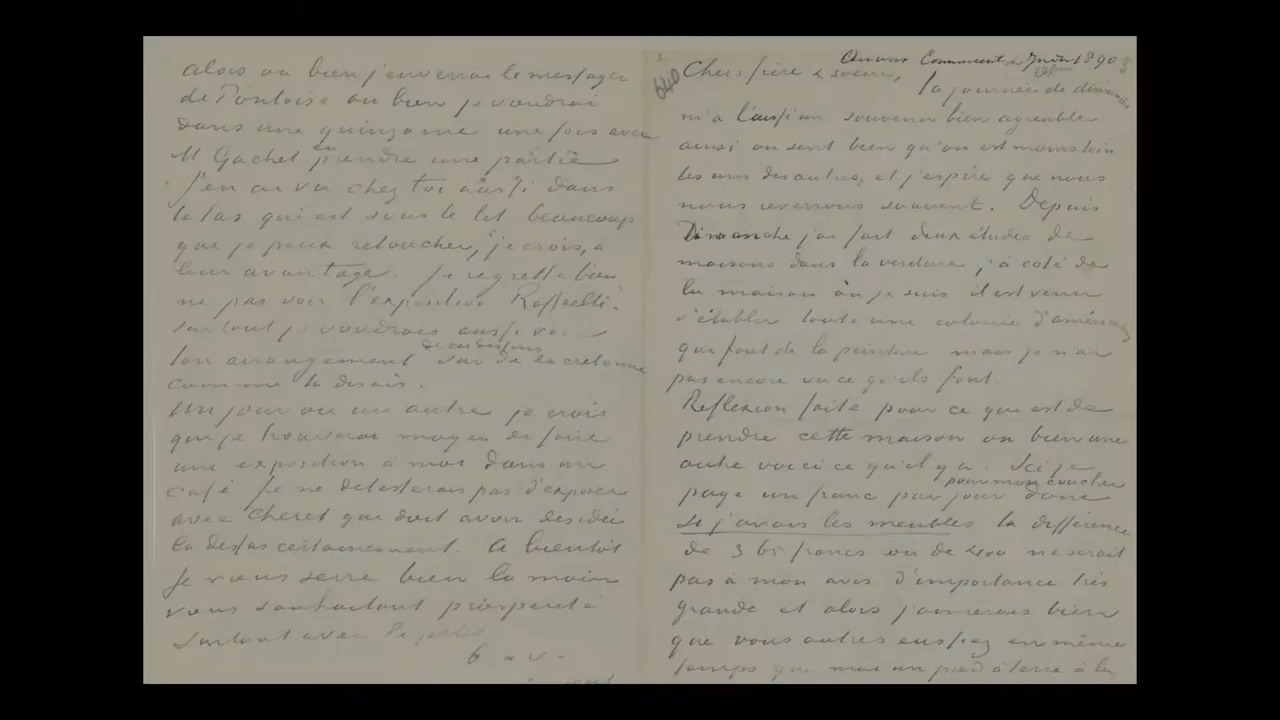 alors ou bien j'enverrai le messager
de Pontoise ou bien je voudrai
dans une quinzaine une fois avec
M Gachet en prendre une partie
J'en ai vu chez toi aussi dans
le tas qui est sous le lit beaucoup
que je peux retoucher, je crois, à
leur avantage. Je regrette bien
ne pas voir l'exposition Raffaelli.
surtout je voudrais aussi voir
ton arrangement de ces dessins sur de la cretonne
comme tu disais.
Un jour ou un autre je crois
que je trouverai moyen de faire
une exposition à moi dans un
café Je ne detesterais pas d'exposer
avec Cheret qui doit avoir des idées
là dessus certainement. A bientôt
Je vous serre bien la main
vous souhaitant prospérité
surtout avec le petit
t. a. v.
640
Auvers Juin 1890
Chers frère & soeur,
la journée de dimanche
m'a laissé un souvenir bien agreable
ainsi on sent bien qu'on est moins loin
les uns des autres, et j'espère que nous
nous reverrons souvent. Depuis
Dimanche j'ai fait deux études de
maisons dans la verdure, à coté de
la maison où je suis il est venu
s'établir toute une colonie d'américains
qui font de la peinture mais je n'ai
pas encore vu ce qu'ils font.
Reflexion faite pour ce qui est de
prendre cette maison ou bien une
autre voici ce qu'il y a. Ici je
paye un franc par jour pour mon coucher donc
si j'avais les meubles la différence
de 365 francs ou de 400 ne serait
pas à mon avis d'importance très
grande et alors j'aimerais bien
que vous autres eussiez en même
temps que moi un pied à terre à la